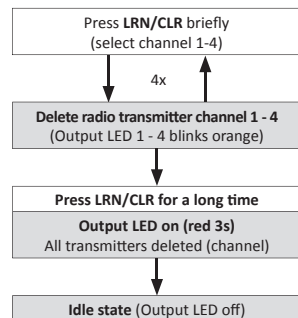 Press LRN/CLR briefly
(select channel 1-4)
4x
Delete radio transmitter channel 1 - 4
(Output LED 1 - 4 blinks orange)
Press LRN/CLR for a long time
Output LED on (red 3s)
All transmitters deleted (channel)
Idle state (Output LED off)